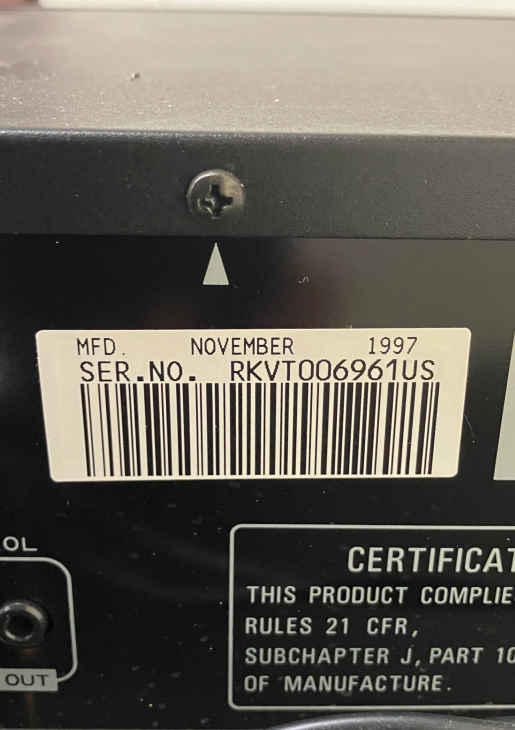 MFD. NOVEMBER 1997
SER.NO. RKVT006961US
OL
OUT
CERTIFICAT
THIS PRODUCT COMPLIE
RULES 21 CFR,
SUBCHAPTER J, PART 10
OF MANUFACTURE.